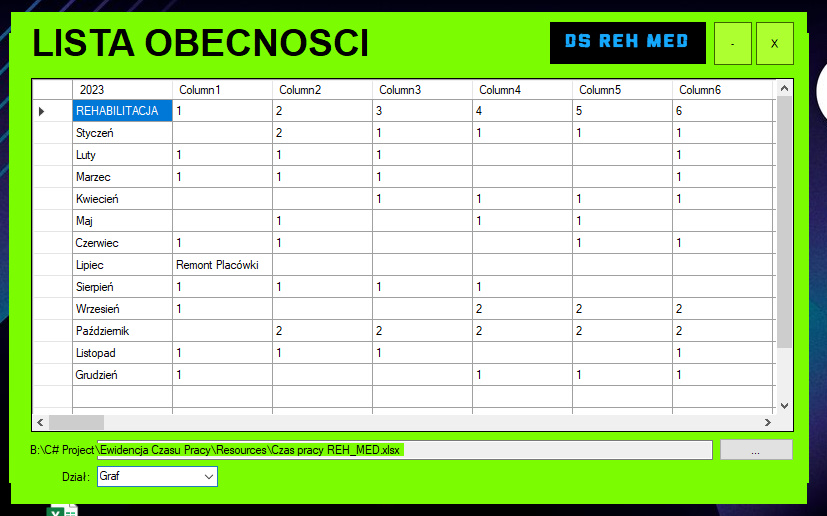 LISTA OBECNOSCI DS REH MED - X
2023 Column1 Column2 Column3 Column4 Column5 Column6
REHABILITACJA 1 2 3 4 5 6
Styczeń 2 1 1 1 1
Luty 1 1 1 1
Marzec 1 1 1 1
Kwiecień 1 1 1 1
Maj 1 1 1
Czerwiec 1 1 1 1
Lipiec Remont Placówki
Sierpień 1 1 1 1
Wrzesień 1 2 2 2
Październik 2 2 2 2 2
Listopad 1 1 1 1
Grudzień 1 1 1 1
B:\C# Project\Ewidencja Czasu Pracy\Resources\Czas pracy REH_MED.xlsx ...
Dział: Graf